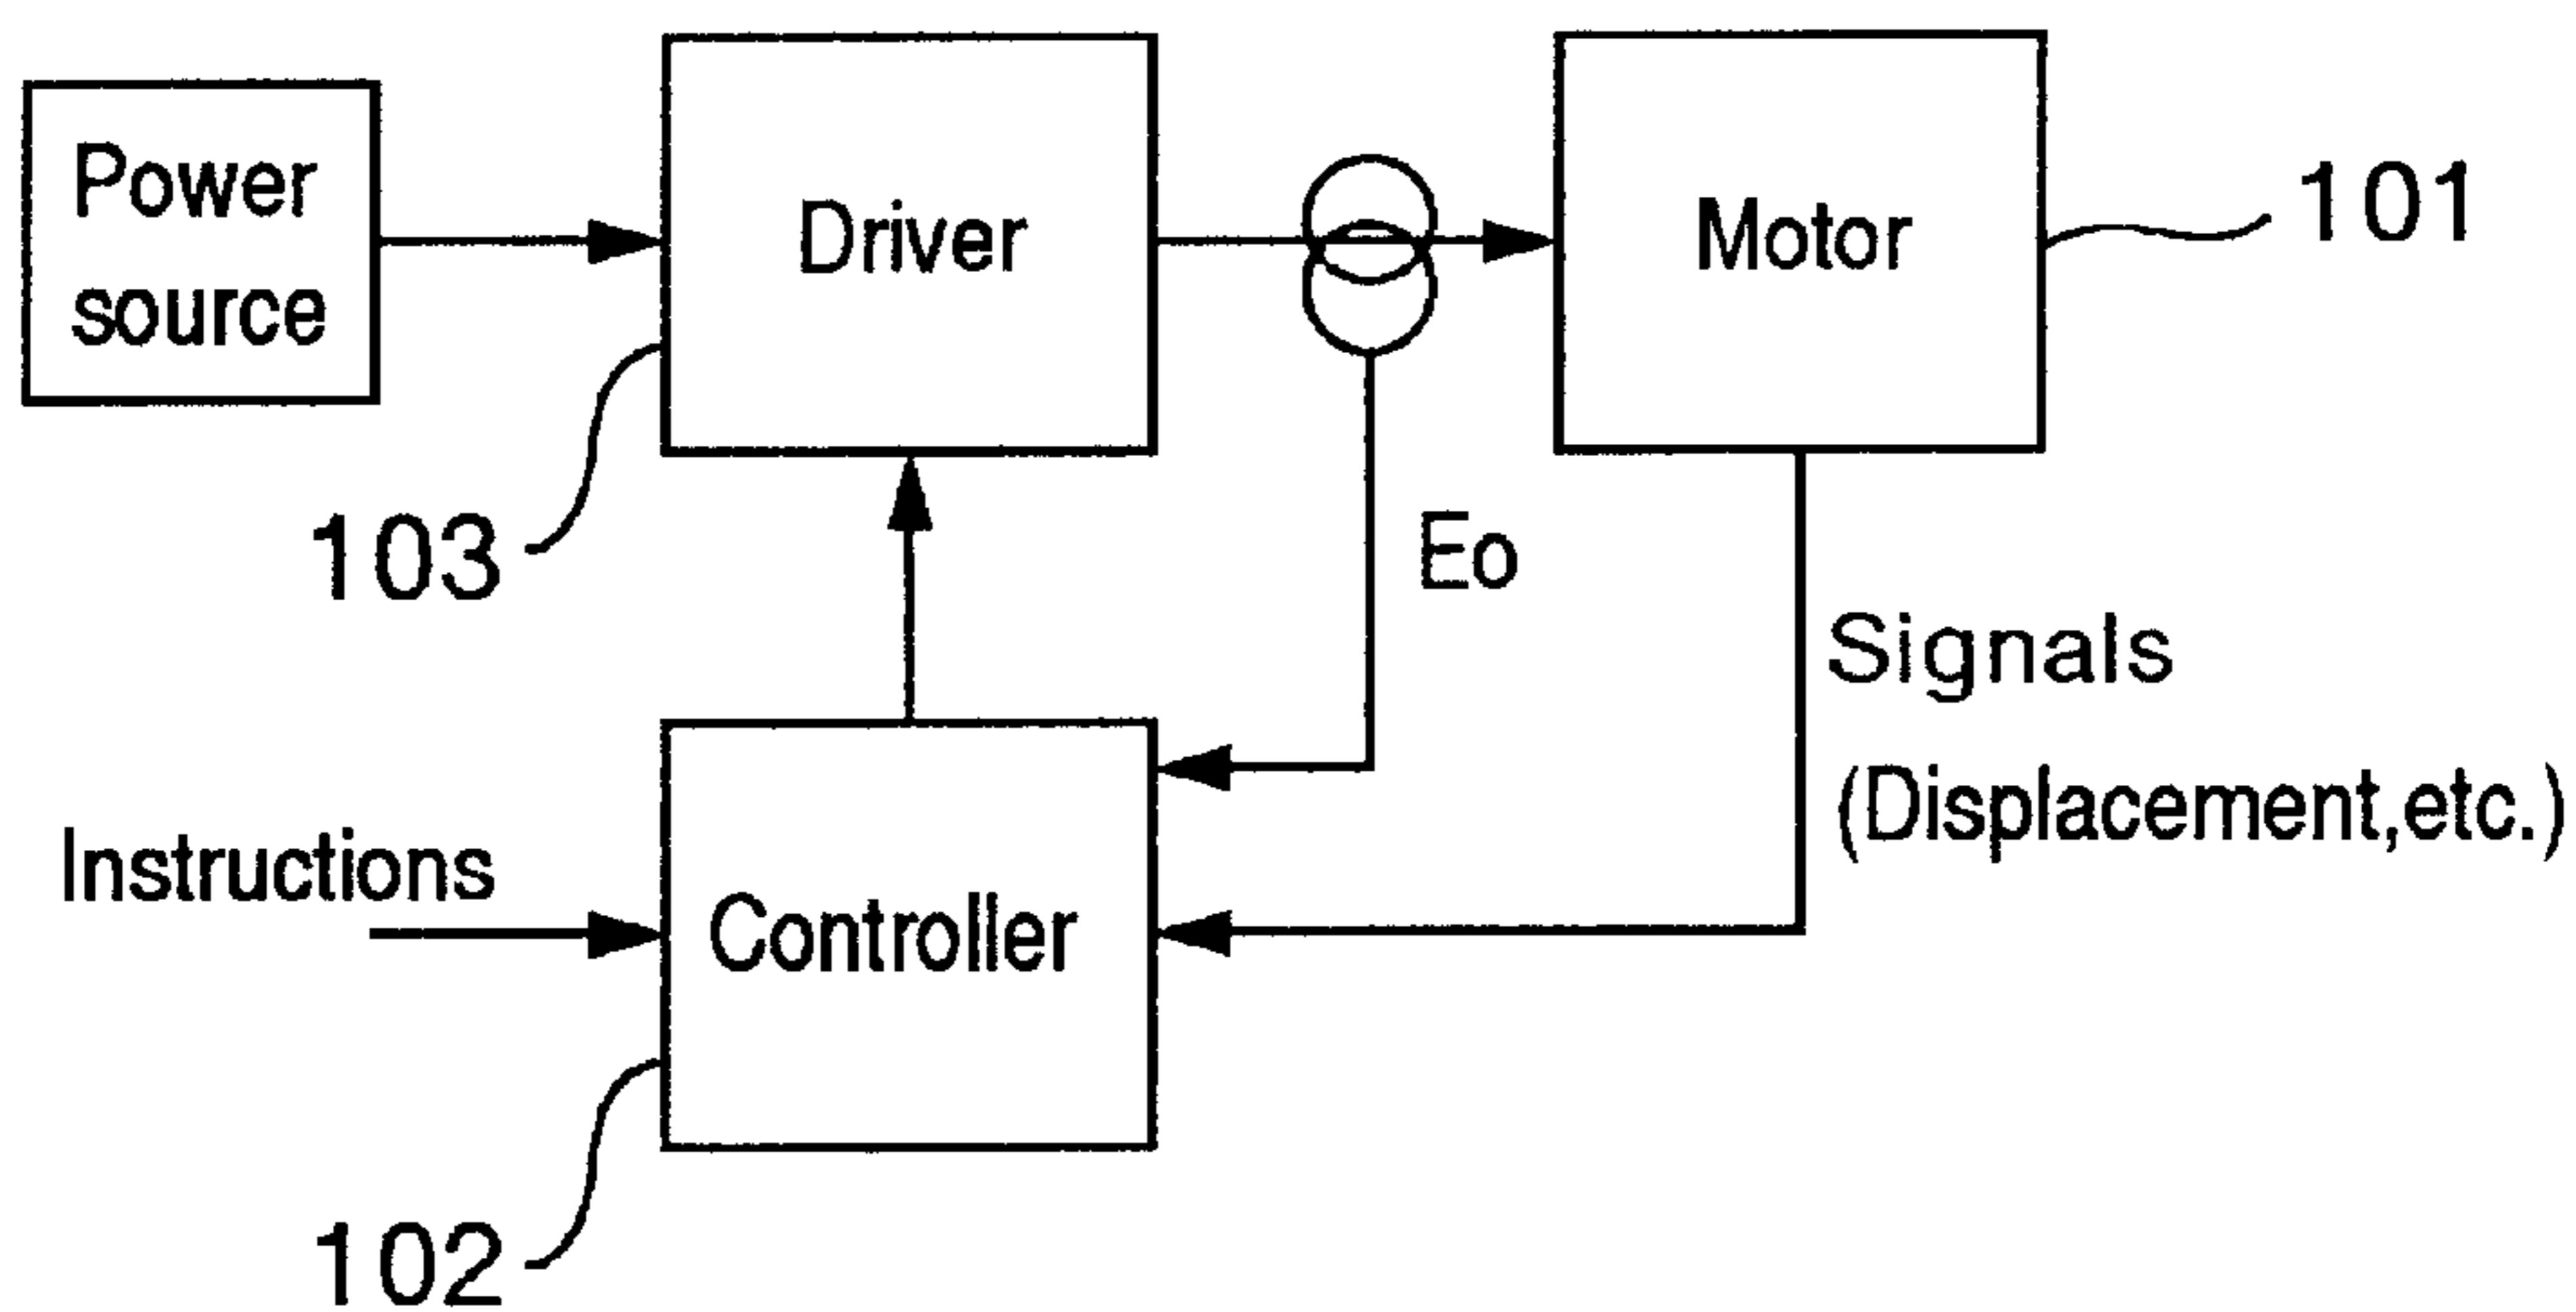 Power
source
Driver
Motor
101
103
Eo
Signals
(Displacement,etc.)
Instructions
Controller
102